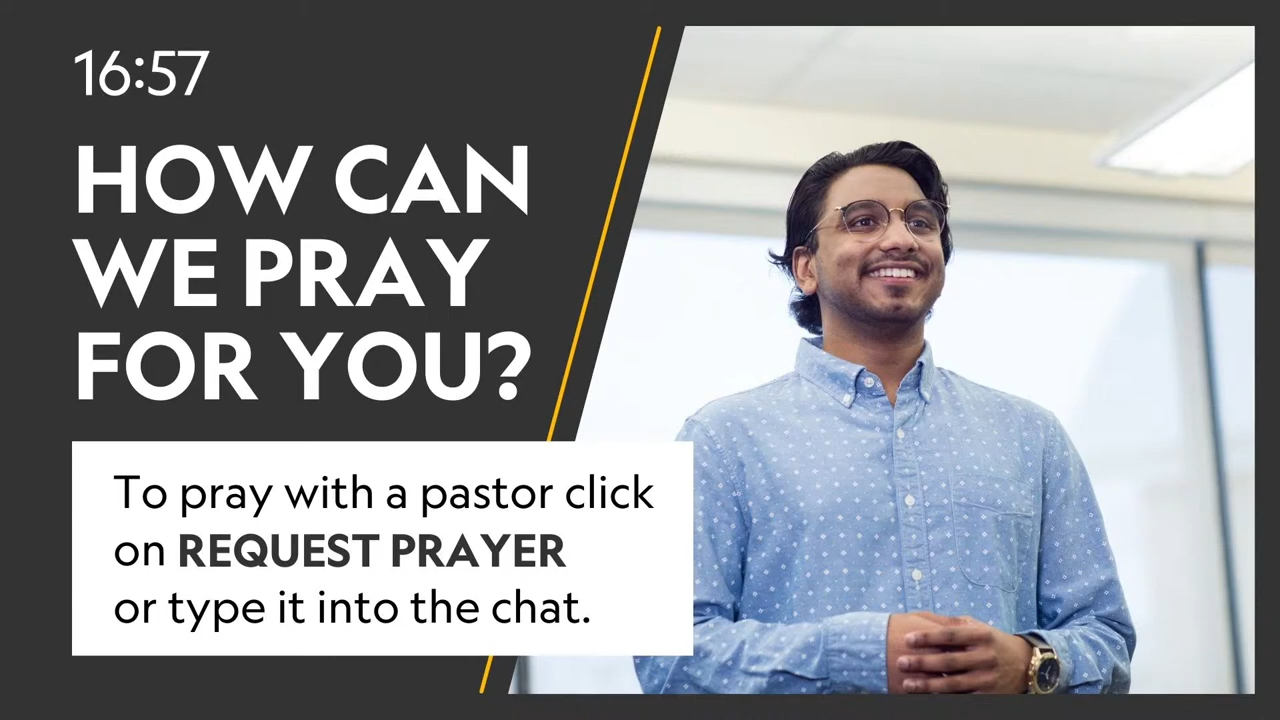 16:57
HOW CAN
WE PRAY
FOR YOU?
To pray with a pastor click
on REQUEST PRAYER
or type it into the chat.